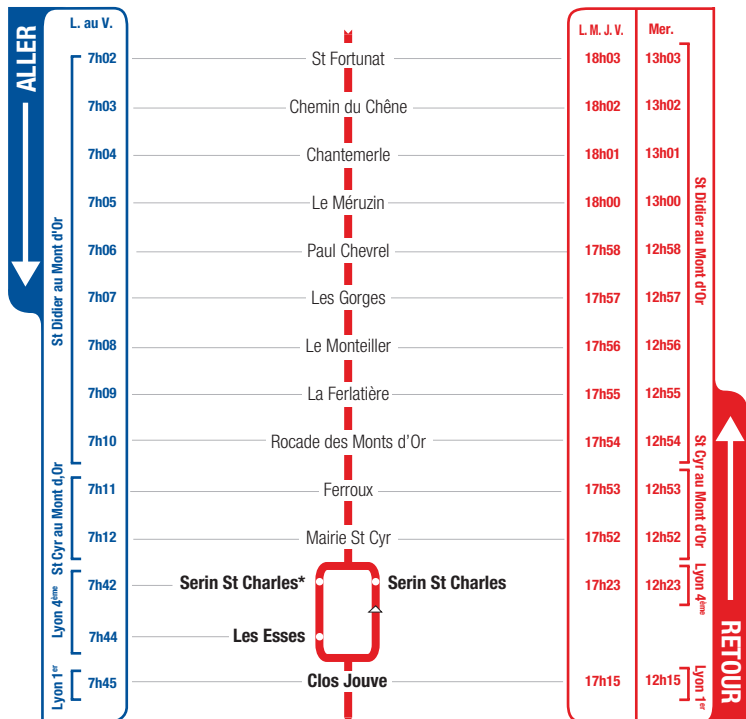 ALLER
L. au V.
L. M. J. V.
Mer.
7h02 St Fortunat 18h03 13h03
7h03 Chemin du Chêne 18h02 13h02
7h04 Chantemerle 18h01 13h01
7h05 Le Méruzin 18h00 13h00
7h06 Paul Chevrel 17h58 12h58
7h07 Les Gorges 17h57 12h57
7h08 Le Monteiller 17h56 12h56
7h09 La Ferlatière 17h55 12h55
7h10 Rocade des Monts d’Or 17h54 12h54
7h11 Ferroux 17h53 12h53
7h12 Mairie St Cyr 17h52 12h52
7h42 Serin St Charles* Serin St Charles 17h23 12h23
7h44 Les Esses
7h45 Clos Jouve 17h15 12h15
St Didier au Mont d'Or
St Cyr au Mont d,Or
Lyon 4ème
Lyon 1er
St Didier au Mont d'Or
St Cyr au Mont d'Or
Lyon 4ème
Lyon 1er
RETOUR